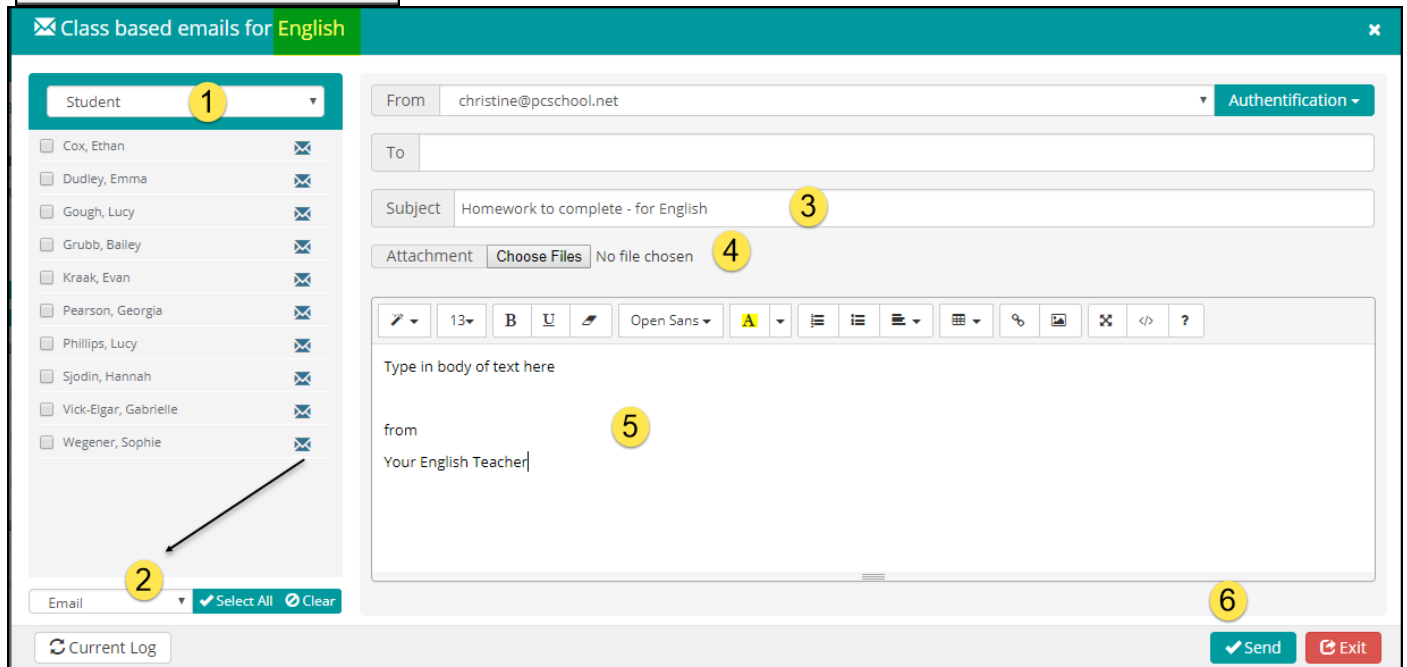 Class based emails for English
×
Student
1
Cox, Ethan
Dudley, Emma
Gough, Lucy
Grubb, Bailey
Kraak, Evan
Pearson, Georgia
Phillips, Lucy
Sjodin, Hannah
Vick-Elgar, Gabrielle
Wegener, Sophie
2
Email
Select All
Clear
From christine@pcschool.net
Authentification
To
Subject Homework to complete - for English
3
Attachment Choose Files No file chosen
4
13 B U Open Sans A </> ?
Type in body of text here
from
5
Your English Teacher
6
Current Log
Send
Exit